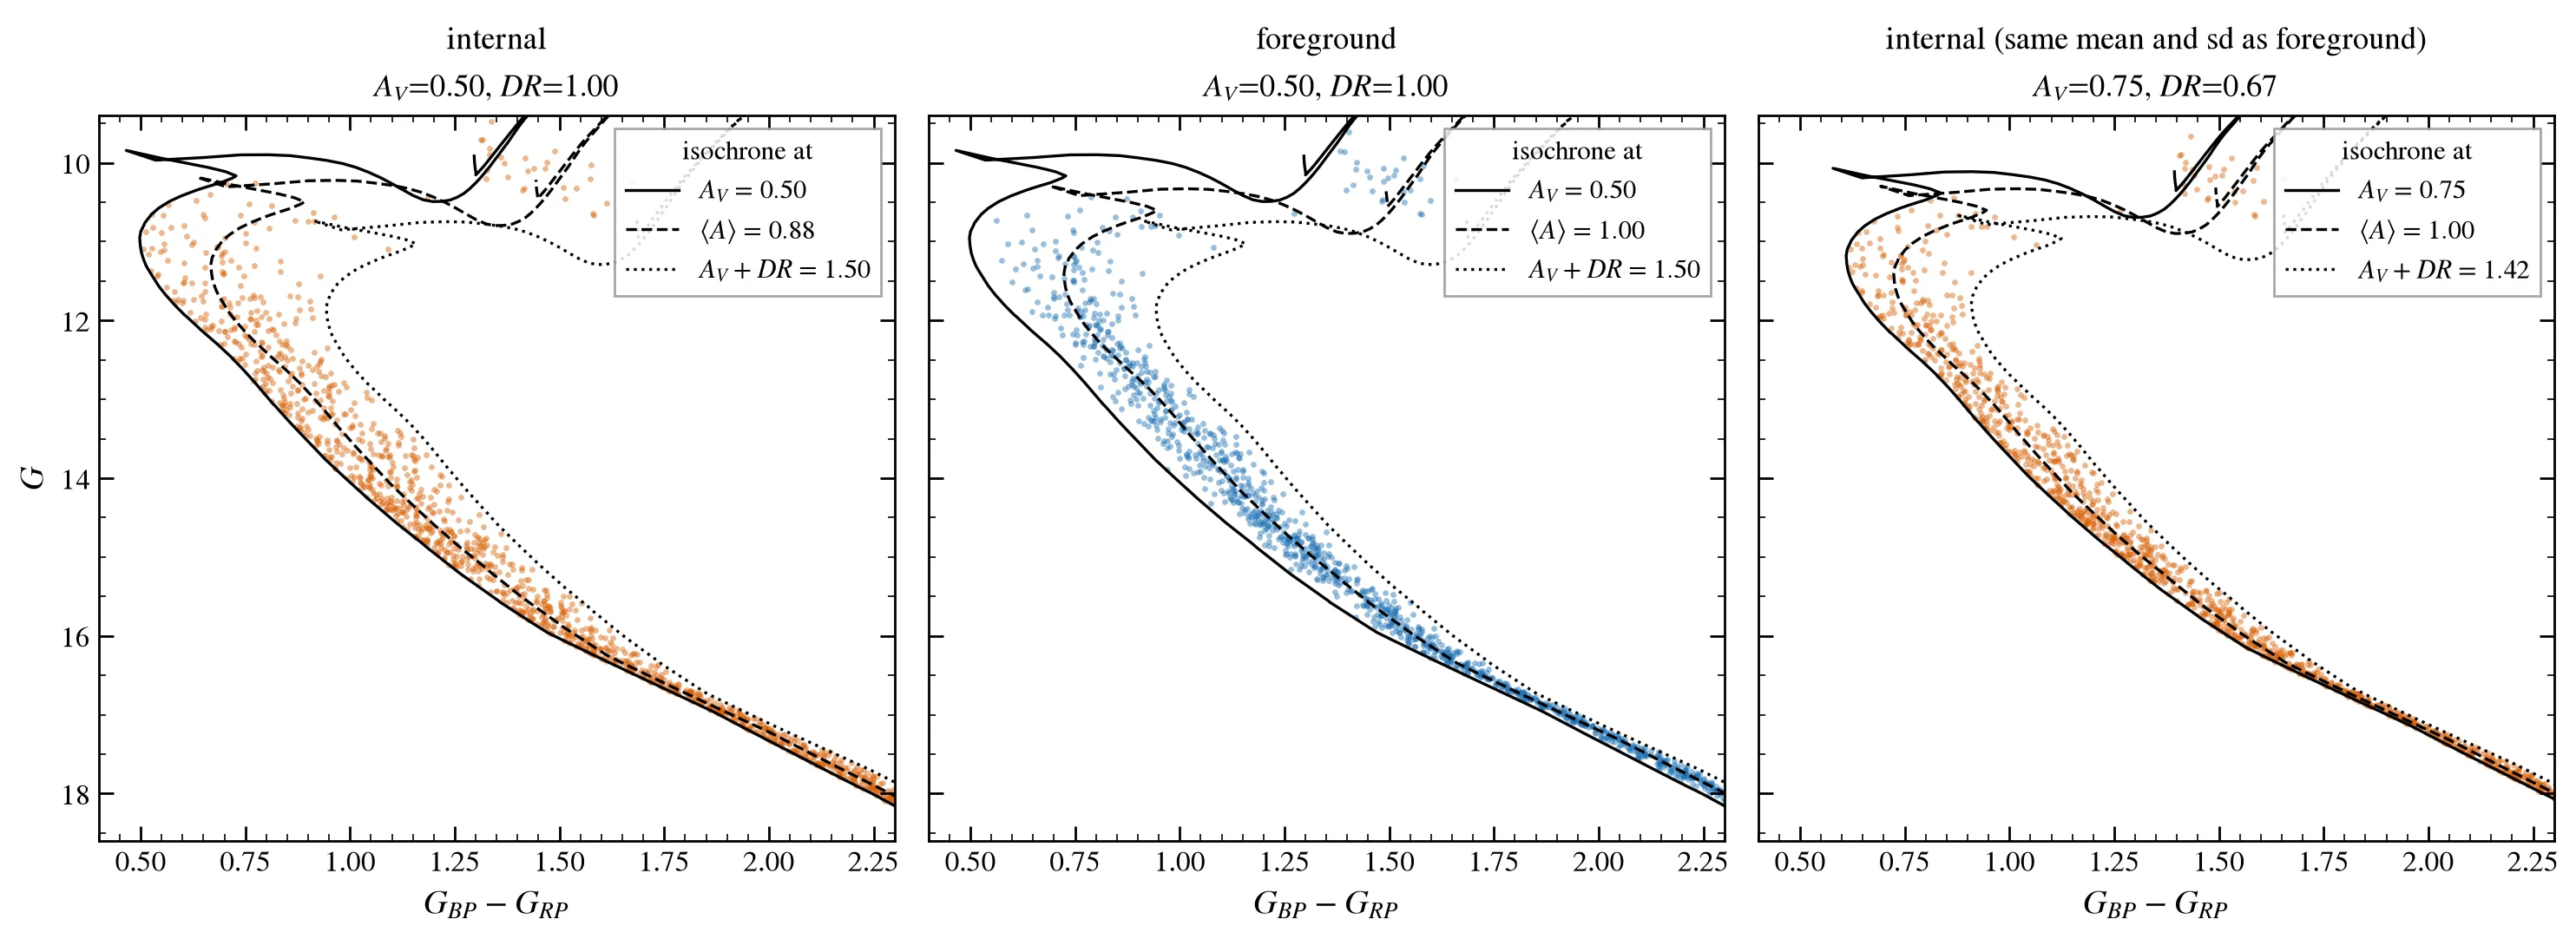 internal
A_V=0.50, DR=1.00
isochrone at
A_V = 0.50
⟨A⟩ = 0.88
A_V + DR = 1.50
10
12
14
16
18
G
0.50 0.75 1.00 1.25 1.50 1.75 2.00 2.25
G_BP − G_RP
foreground
A_V=0.50, DR=1.00
isochrone at
A_V = 0.50
⟨A⟩ = 1.00
A_V + DR = 1.50
0.50 0.75 1.00 1.25 1.50 1.75 2.00 2.25
G_BP − G_RP
internal (same mean and sd as foreground)
A_V=0.75, DR=0.67
isochrone at
A_V = 0.75
⟨A⟩ = 1.00
A_V + DR = 1.42
0.50 0.75 1.00 1.25 1.50 1.75 2.00 2.25
G_BP − G_RP